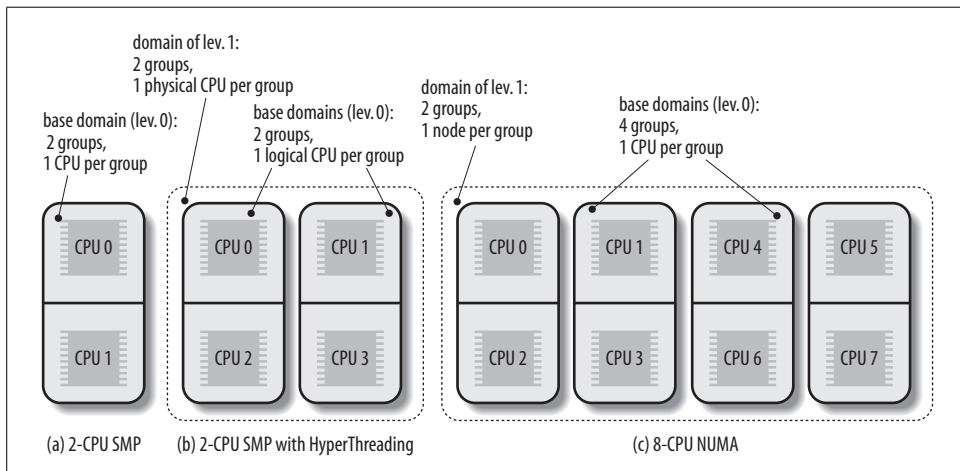 domain of lev. 1:
2 groups,
1 physical CPU per group
base domain (lev. 0):
2 groups,
1 CPU per group
base domains (lev. 0):
2 groups,
1 logical CPU per group
domain of lev. 1:
2 groups,
1 node per group
base domains (lev. 0):
4 groups,
1 CPU per group
CPU 0
CPU 1
CPU 0
CPU 1
CPU 2
CPU 3
CPU 0
CPU 1
CPU 4
CPU 5
CPU 2
CPU 3
CPU 6
CPU 7
(a) 2-CPU SMP
(b) 2-CPU SMP with HyperThreading
(c) 8-CPU NUMA